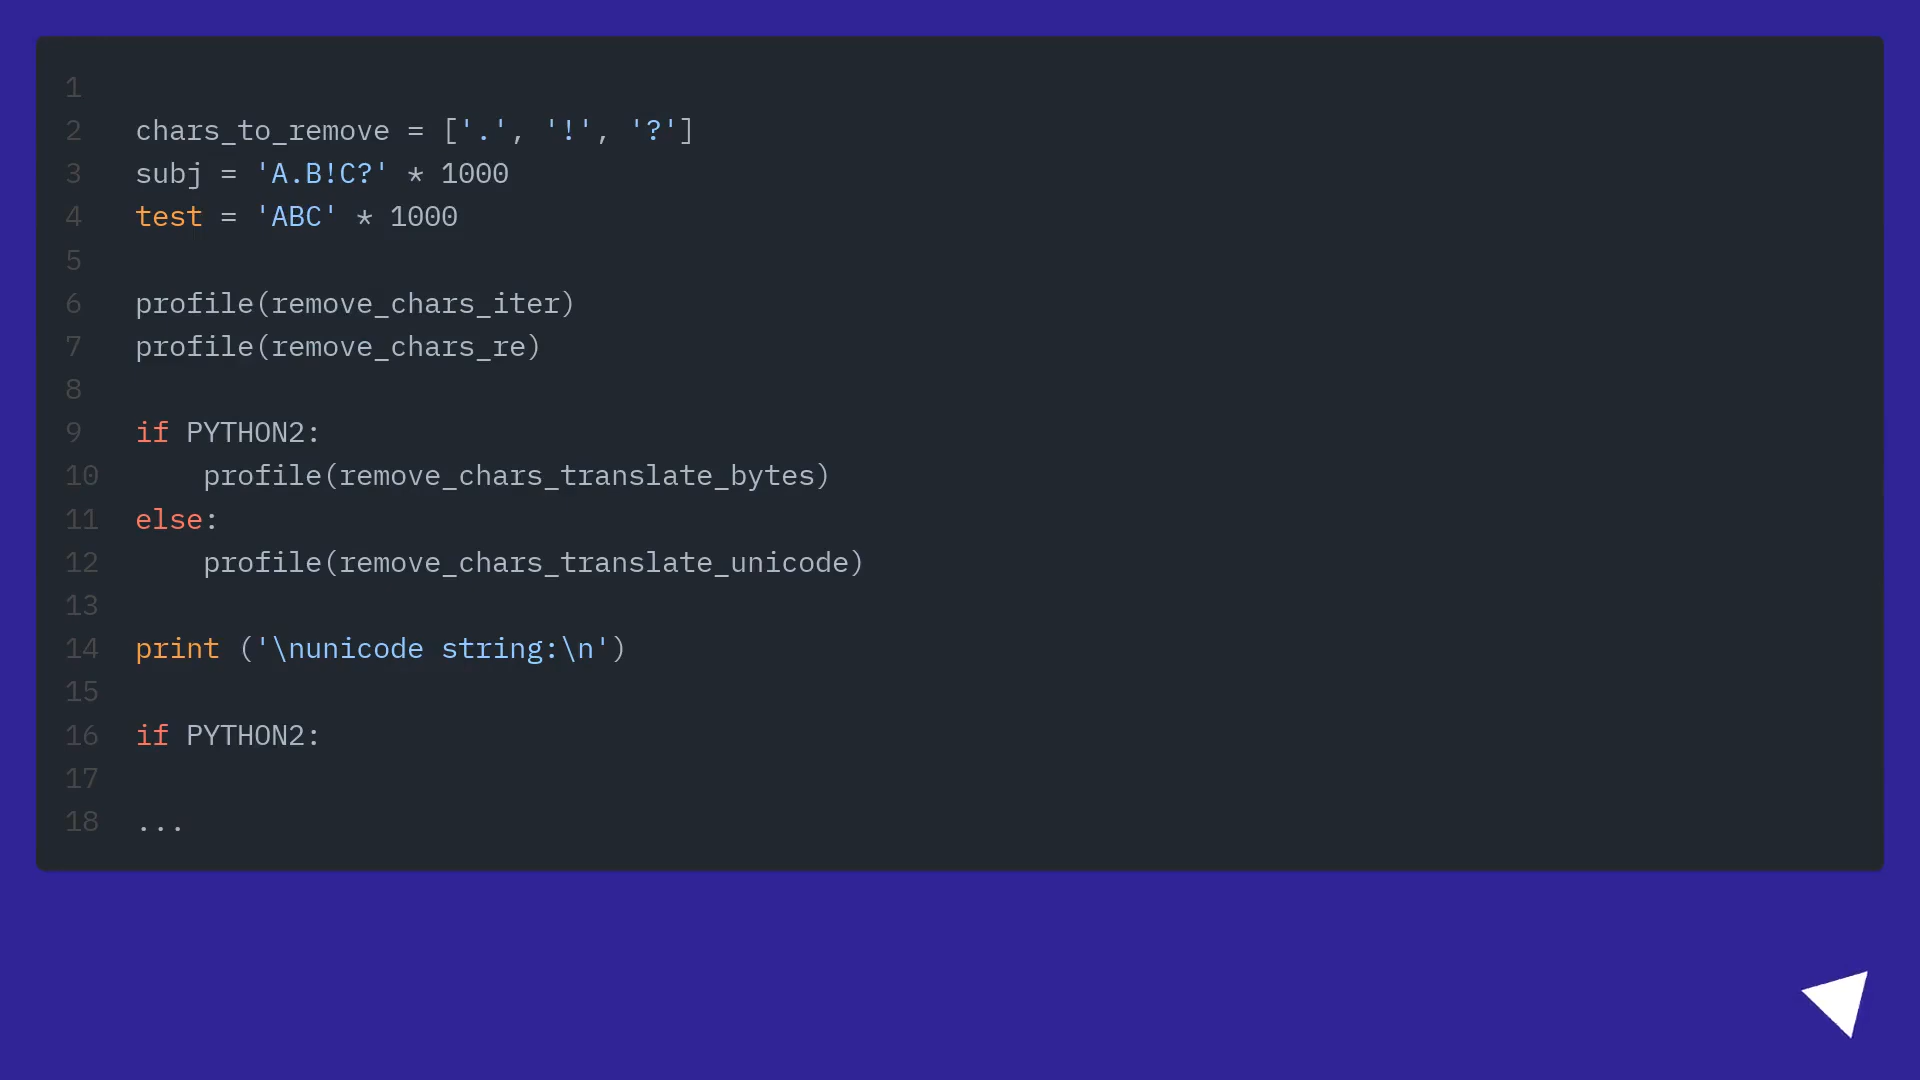 1
2 chars_to_remove = ['.', '!', '?']
3 subj = 'A.B!C?' * 1000
4 test = 'ABC' * 1000
5
6 profile(remove_chars_iter)
7 profile(remove_chars_re)
8
9 if PYTHON2:
10     profile(remove_chars_translate_bytes)
11 else:
12     profile(remove_chars_translate_unicode)
13
14 print ('\nunicode string:\n')
15
16 if PYTHON2:
17
18 ...